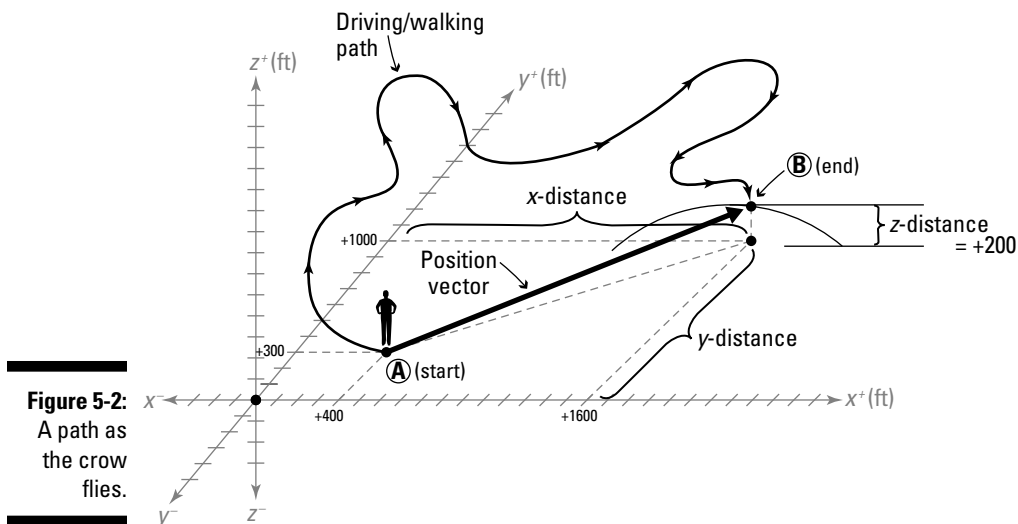 Driving/walking
path
z⁺(ft)
y⁺(ft)
B (end)
x-distance
z-distance
= +200
+1000
Position
vector
y-distance
+300
A (start)
x⁻
x⁺(ft)
+400
+1600
y⁻
z⁻
Figure 5-2:
A path as
the crow
flies.